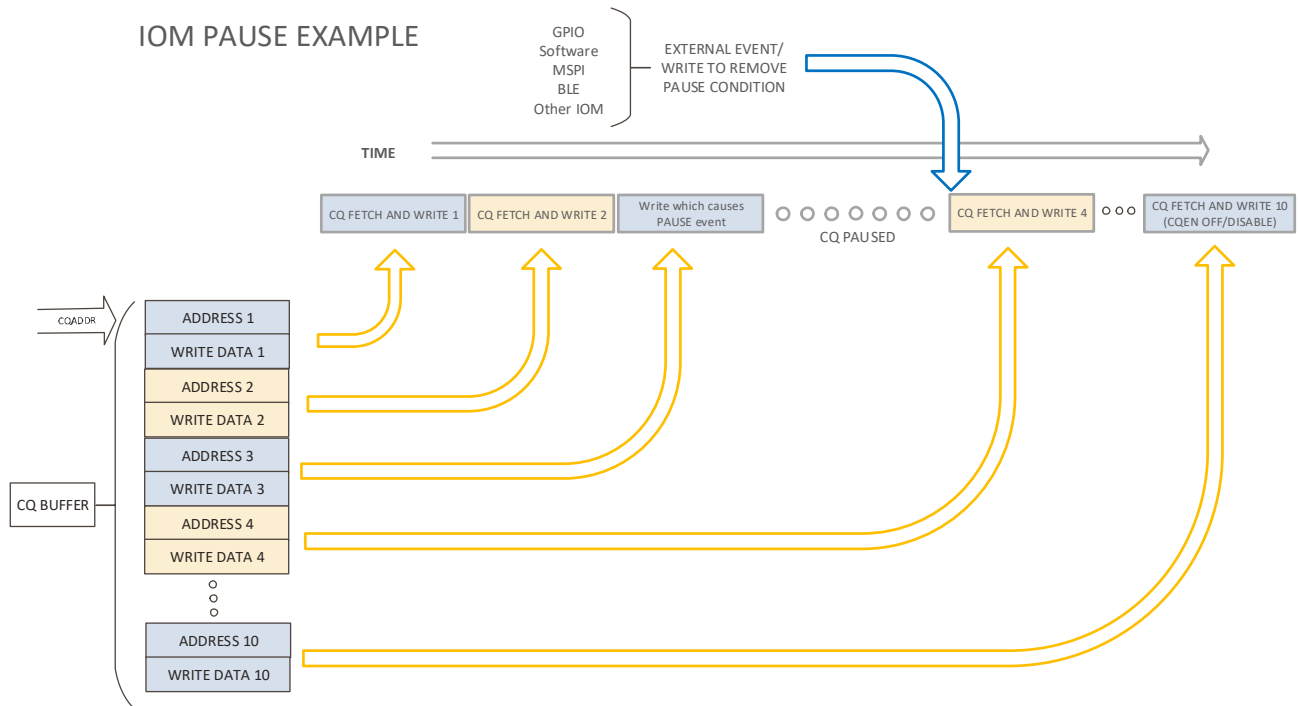 IOM PAUSE EXAMPLE
GPIO
Software
MSPI
BLE
Other IOM
EXTERNAL EVENT/
WRITE TO REMOVE
PAUSE CONDITION
TIME
CQ FETCH AND WRITE 1
CQ FETCH AND WRITE 2
Write which causes
PAUSE event
CQ PAUSED
CQ FETCH AND WRITE 4
CQ FETCH AND WRITE 10
(CQEN OFF/DISABLE)
CQADDR
CQ BUFFER
ADDRESS 1
WRITE DATA 1
ADDRESS 2
WRITE DATA 2
ADDRESS 3
WRITE DATA 3
ADDRESS 4
WRITE DATA 4
ADDRESS 10
WRITE DATA 10